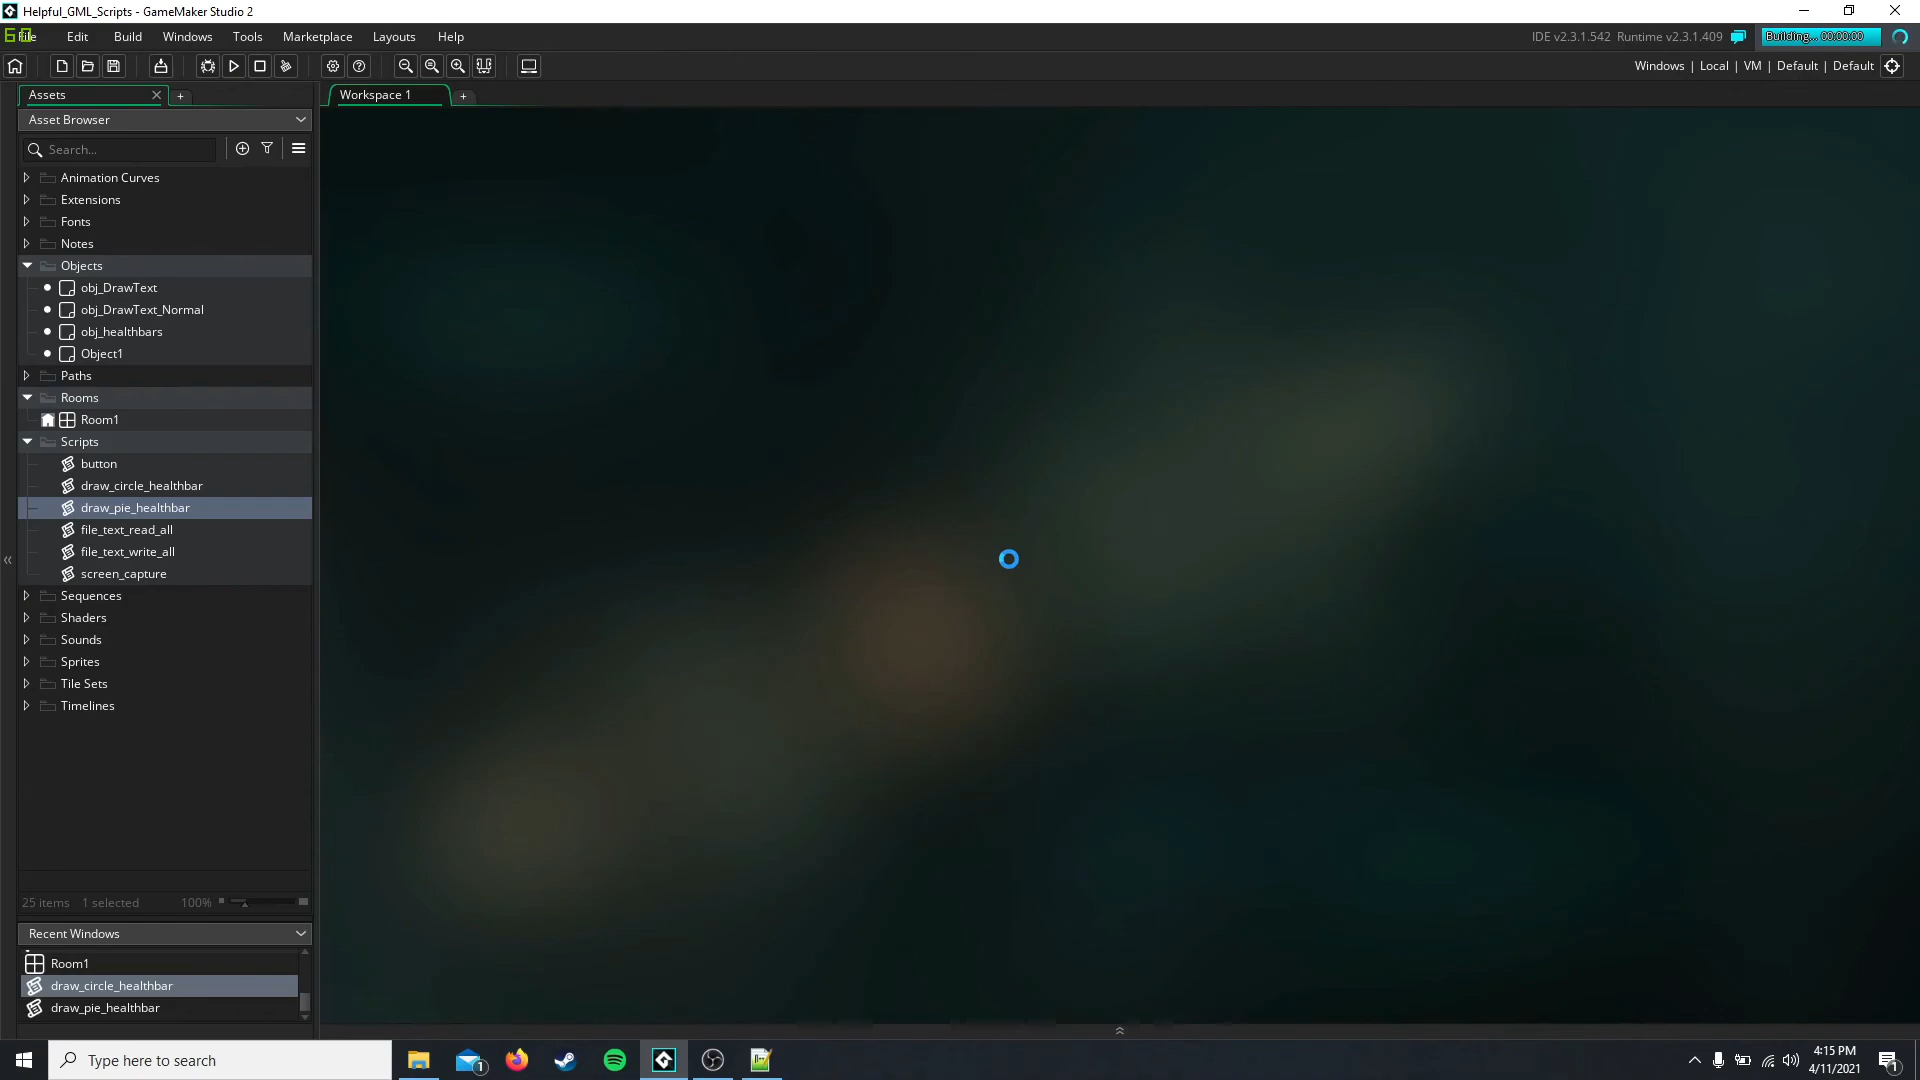 Helpful_GML_Scripts - GameMaker Studio 2
60
File Edit Build Windows Tools Marketplace Layouts Help
IDE v2.3.1.542 Runtime v2.3.1.409
Building... 00:00:00
Windows | Local | VM | Default | Default
Assets
Workspace 1
Asset Browser
Search...
Animation Curves
Extensions
Fonts
Notes
Objects
obj_DrawText
obj_DrawText_Normal
obj_healthbars
Object1
Paths
Rooms
Room1
Scripts
button
draw_circle_healthbar
draw_pie_healthbar
file_text_read_all
file_text_write_all
screen_capture
Sequences
Shaders
Sounds
Sprites
Tile Sets
Timelines
25 items 1 selected 100%
Recent Windows
Room1
draw_circle_healthbar
draw_pie_healthbar
Type here to search
1
4:15 PM
4/11/2021
1